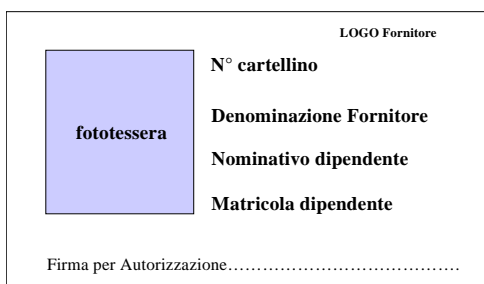 LOGO Fornitore
N° cartellino
Denominazione Fornitore
fototessera
Nominativo dipendente
Matricola dipendente
Firma per Autorizzazione………………………………….